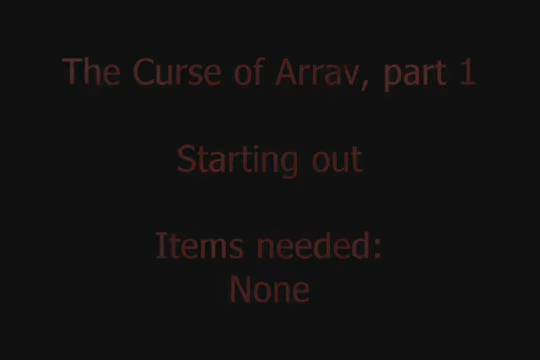 The Curse of Arrav, part 1
Starting out
Items needed:
None